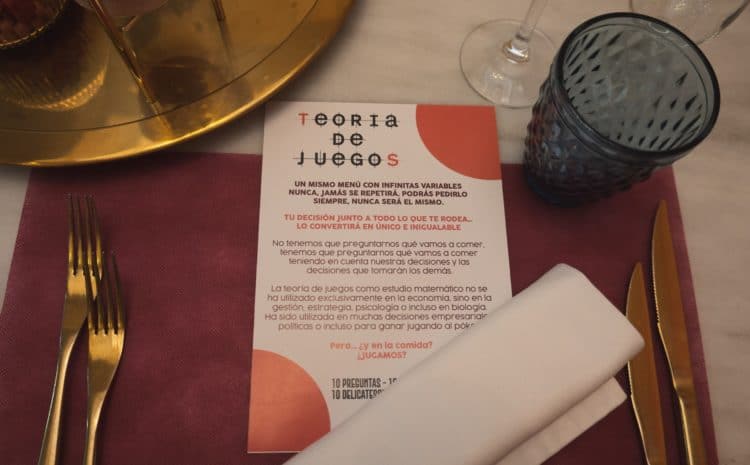 TEORIA
DE
JUEGOS
UN MISMO MENÚ CON INFINITAS VARIABLES
NUNCA, JAMÁS SE REPETIRÁ, PODRÁS PEDIRLO
SIEMPRE, NUNCA SERÁ EL MISMO.
TU DECISIÓN JUNTO A TODO LO QUE TE RODEA...
LO CONVERTIRÁ EN ÚNICO E INIGUALABLE
No tenemos que preguntarnos qué vamos a comer,
tenemos que preguntarnos qué vamos a comer
teniendo en cuenta nuestras decisiones y las
decisiones que tomarán los demás.
La teoría de juegos como estudio matemático no se
ha utilizado exclusivamente en la economía, sino en la
gestión, estrategia, psicología o incluso en biología.
Ha sido utilizada en muchas decisiones empresariales
políticas o incluso para ganar jugando al
Pero... ¿y en la comida?
¿JUGAMOS?
10 PREGUNTAS - 10
10